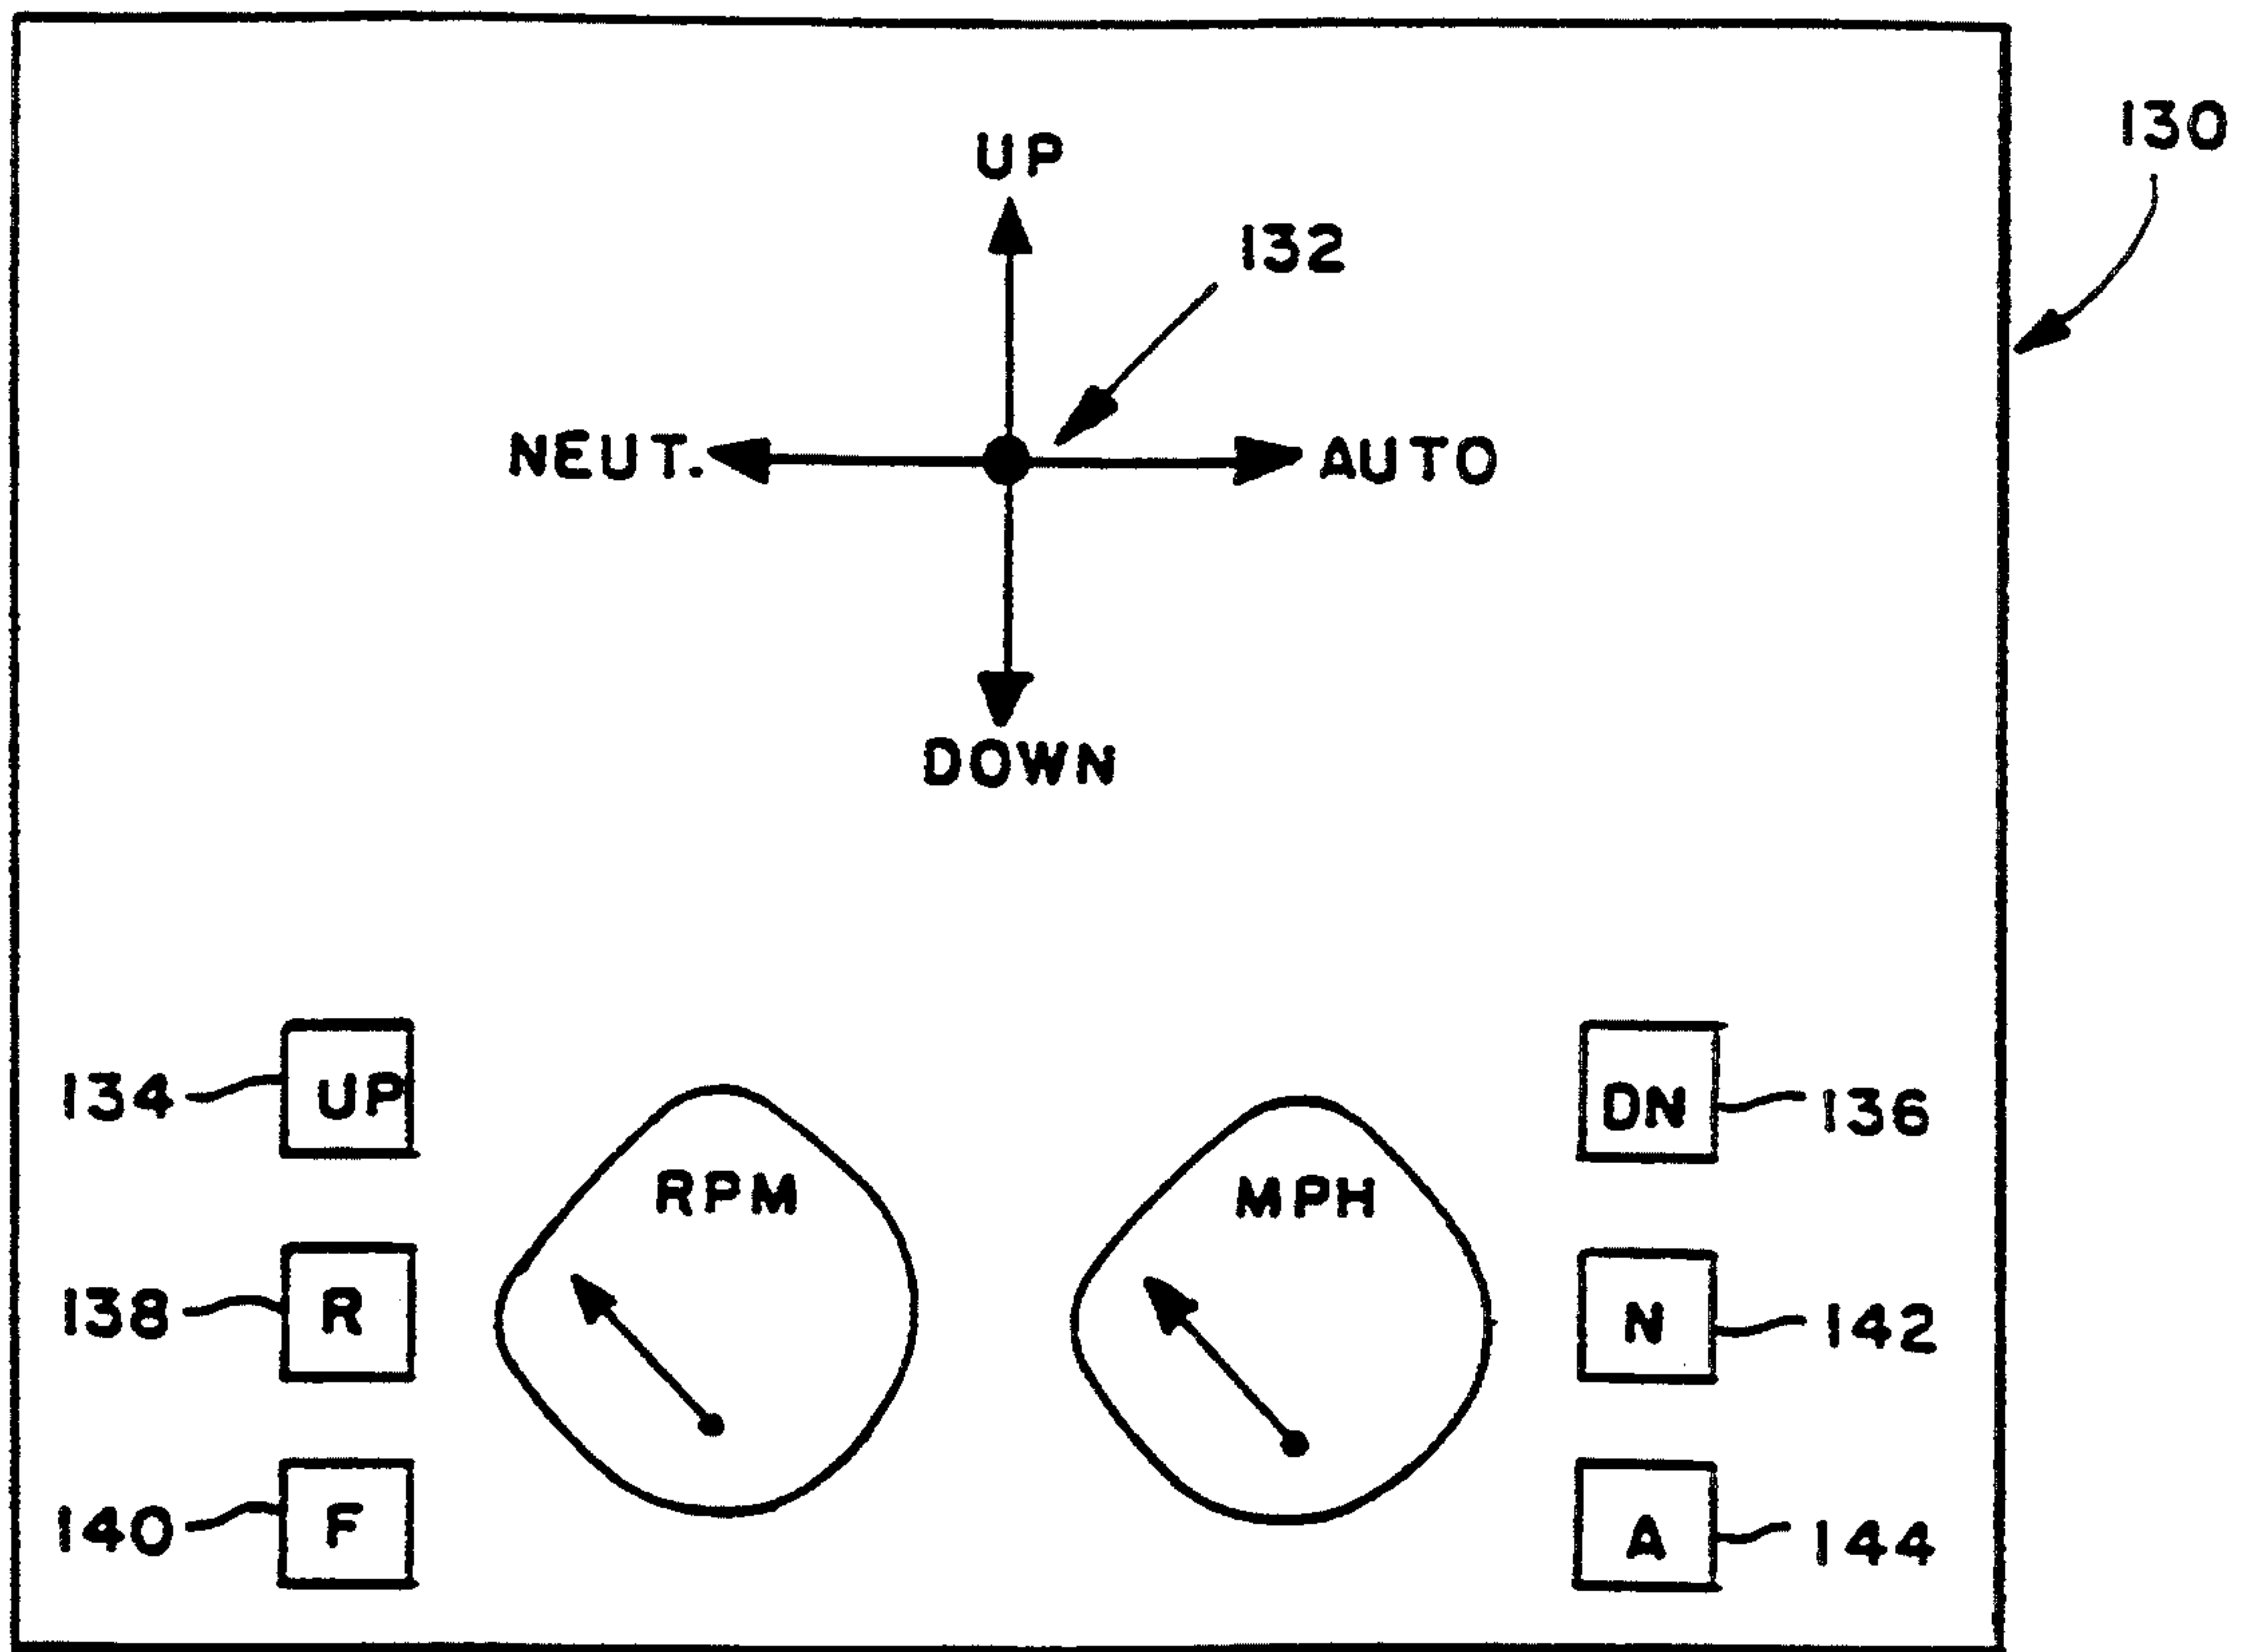 130
UP
132
NEUT. AUTO
DOWN
134 UP DN 136
RPM MPH
138 R N 142
140 F A 144